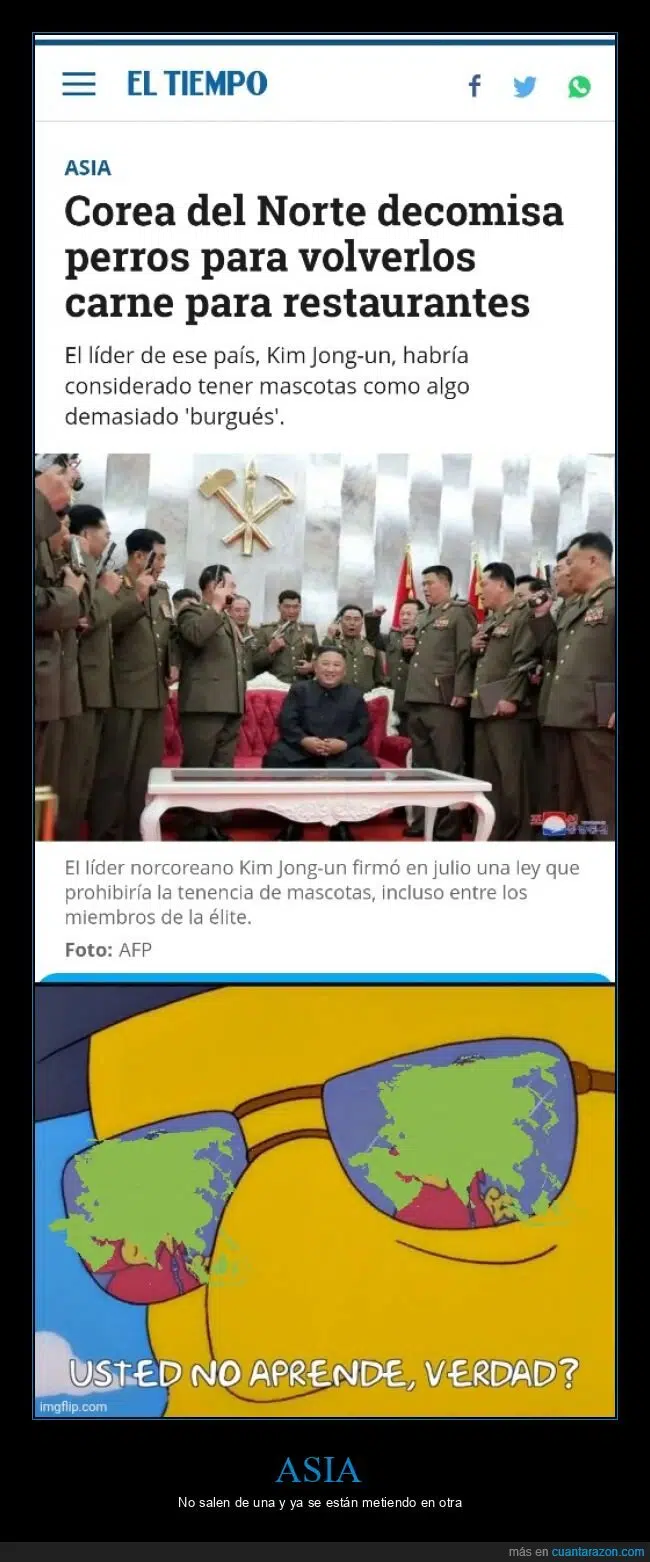 EL TIEMPO
ASIA
Corea del Norte decomisa
perros para volverlos
carne para restaurantes
El líder de ese país, Kim Jong-un, habría
considerado tener mascotas como algo
demasiado 'burgués'.
El líder norcoreano Kim Jong-un firmó en julio una ley que
prohibiría la tenencia de mascotas, incluso entre los
miembros de la élite.
Foto: AFP
USTED NO APRENDE, VERDAD?
imgflip.com
ASIA
No salen de una y ya se están metiendo en otra
más en cuantarazon.com